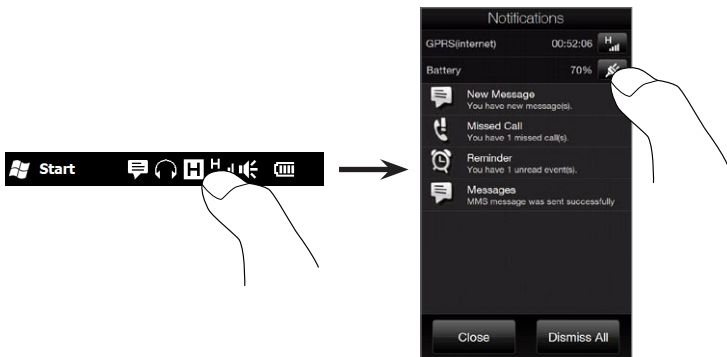 Start
H
H
Notifications
GPRS(internet) 00:52:06 H
Battery 70%
New Message
You have new message(s).
Missed Call
You have 1 missed call(s).
Reminder
You have 1 unread event(s).
Messages
MMS message was sent successfully
Close Dismiss All